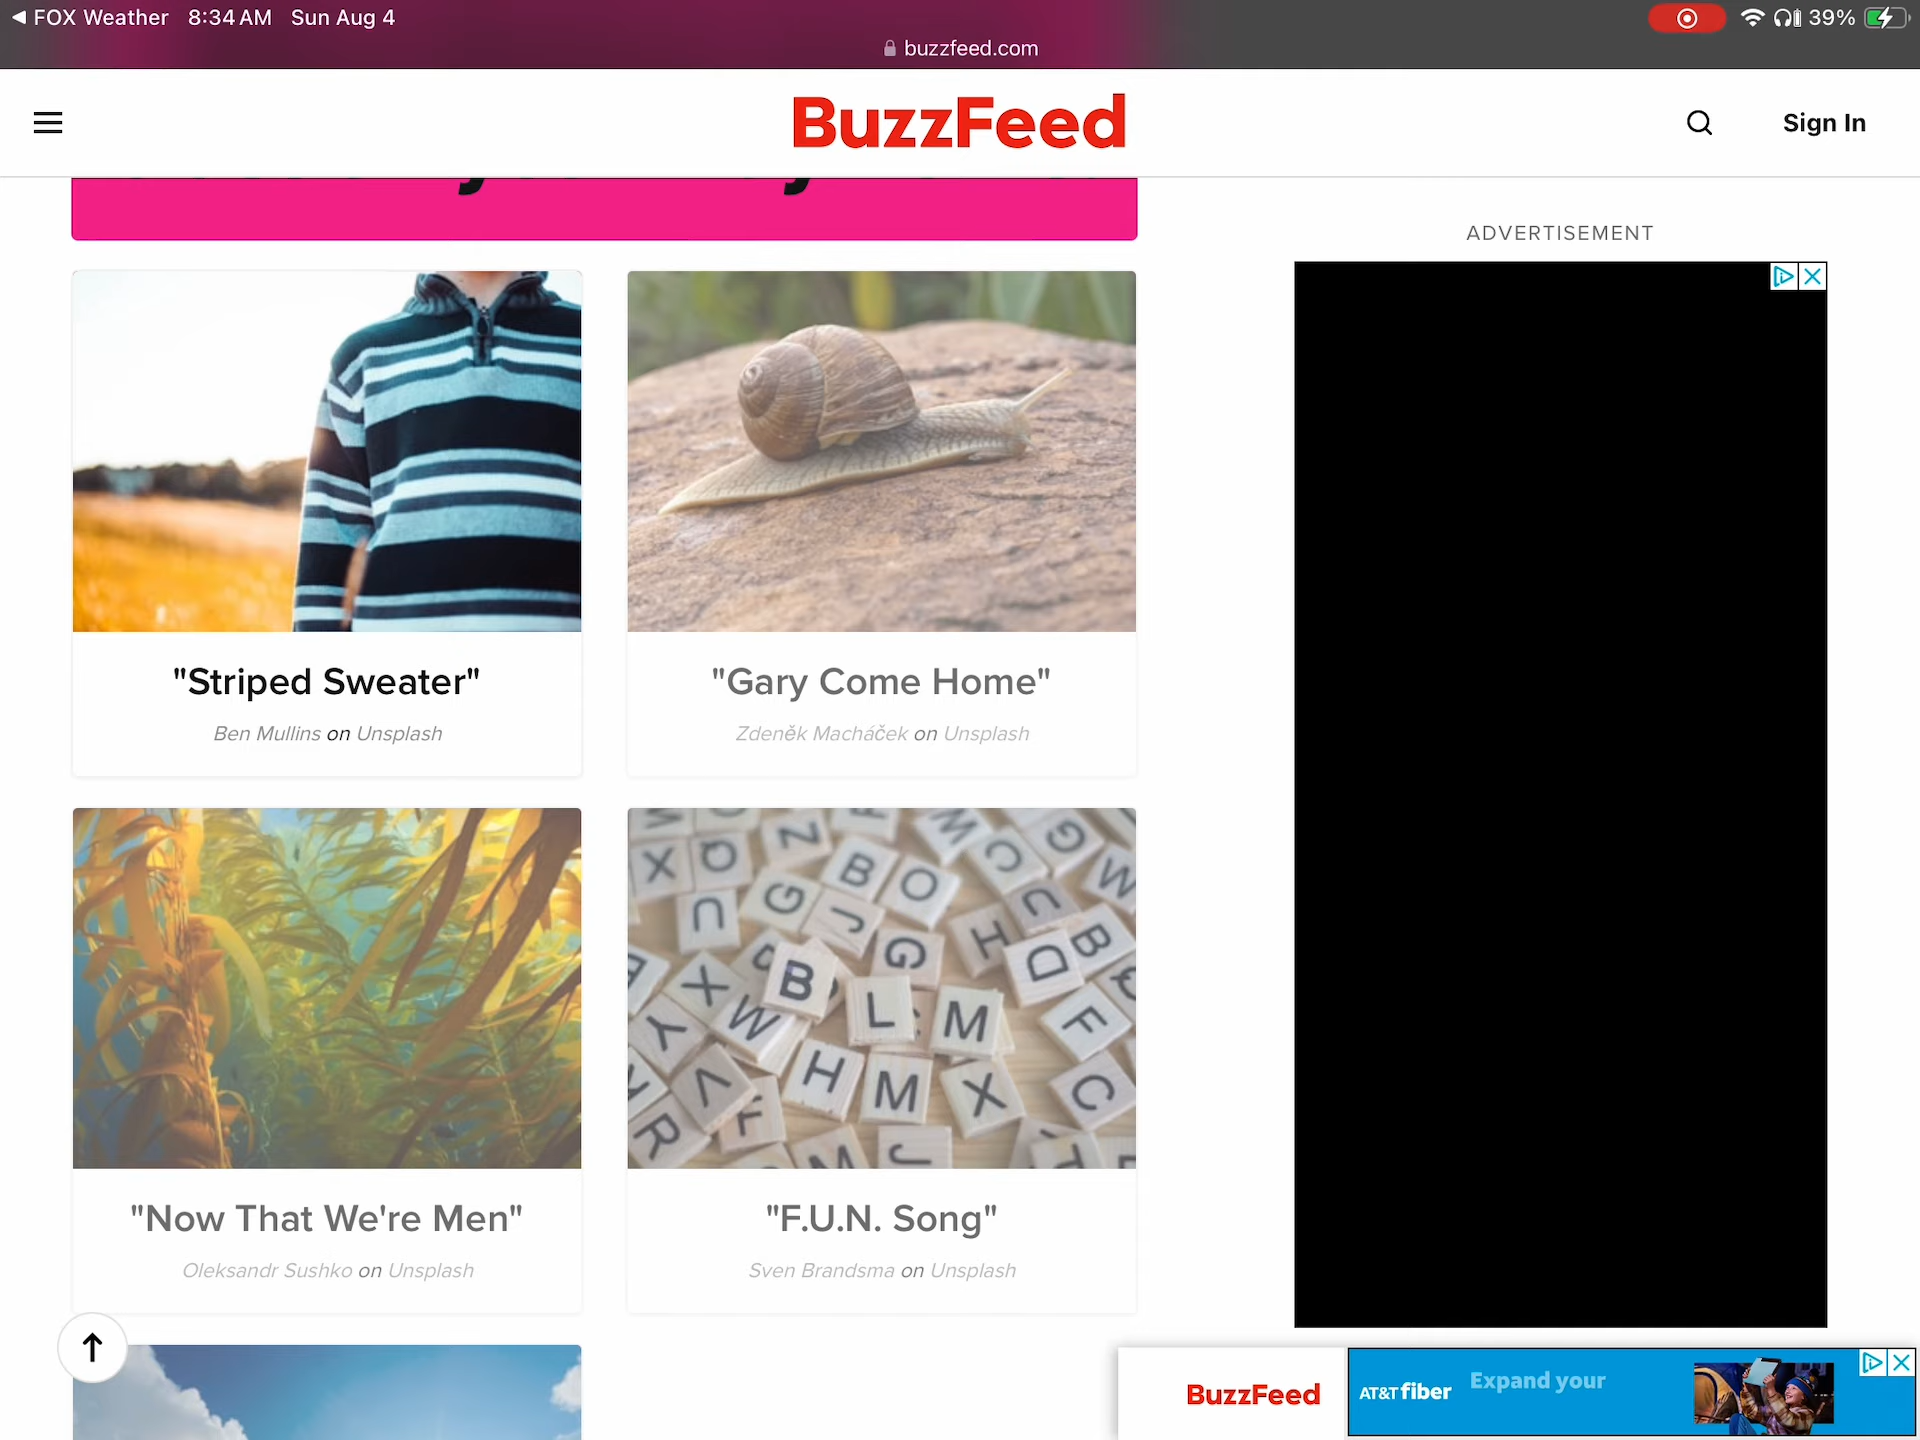 FOX Weather 8:34 AM Sun Aug 4
39%
buzzfeed.com
BuzzFeed
Sign In
ADVERTISEMENT
"Striped Sweater"
Ben Mullins on Unsplash
"Gary Come Home"
Zdeněk Macháček on Unsplash
"Now That We're Men"
Oleksandr Sushko on Unsplash
"F.U.N. Song"
Sven Brandsma on Unsplash
BuzzFeed
AT&T fiber
Expand your